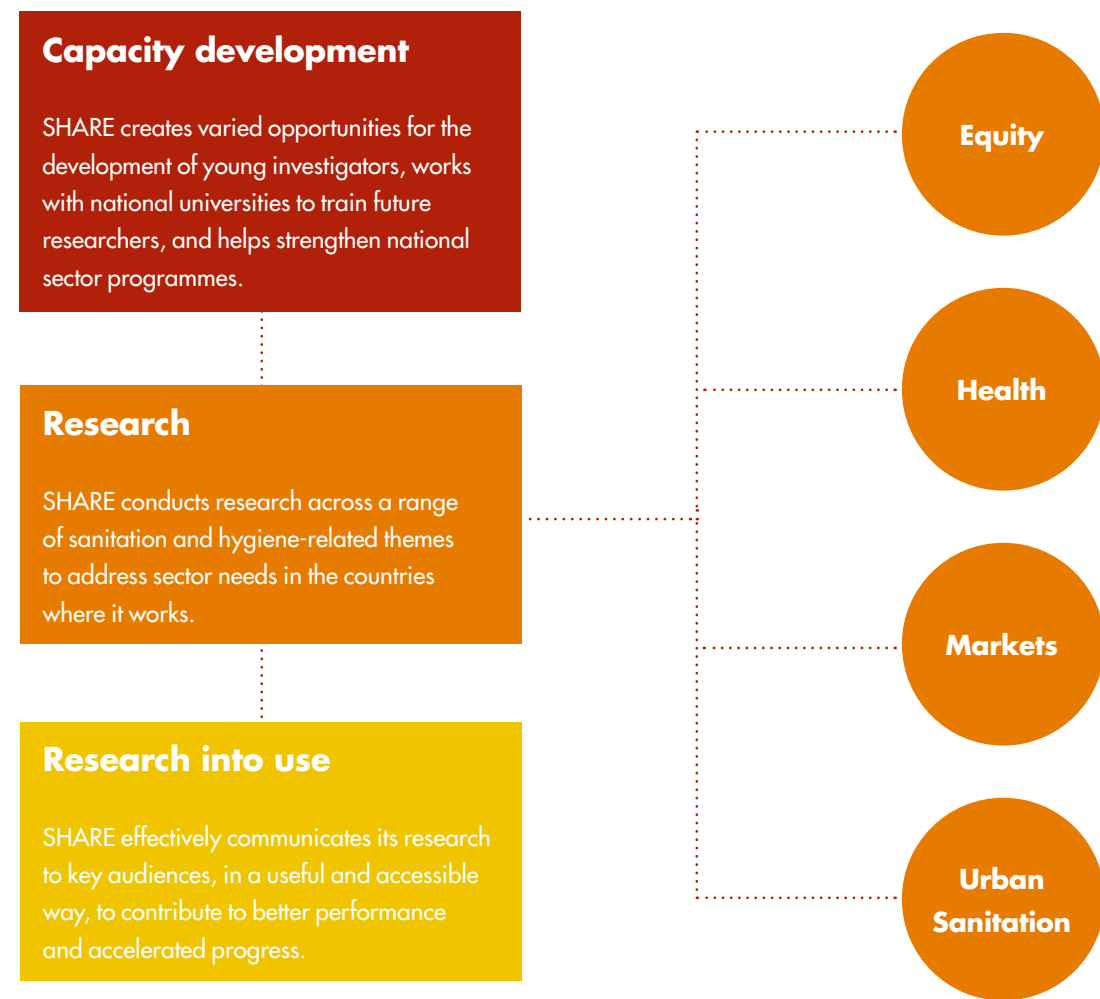 Capacity development
SHARE creates varied opportunities for the
development of young investigators, works
with national universities to train future
researchers, and helps strengthen national
sector programmes.
Research
SHARE conducts research across a range
of sanitation and hygiene-related themes
to address sector needs in the countries
where it works.
Research into use
SHARE effectively communicates its research
to key audiences, in a useful and accessible
way, to contribute to better performance
and accelerated progress.
Equity
Health
Markets
Urban
Sanitation